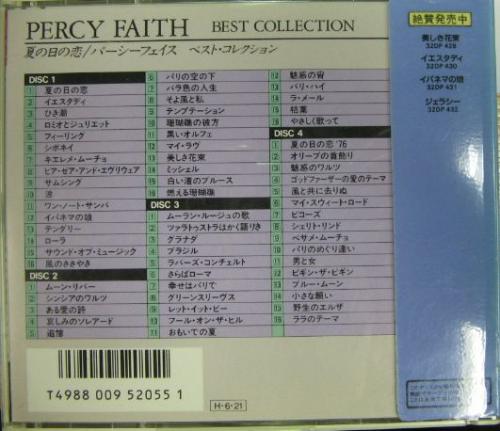 PERCY FAITH BEST COLLECTION
夏の日の恋/パーシーフェイス ベスト・コレクション
DISC 1
1 夏の日の恋
2 イエスタデイ
3 ひき潮
4 ロミオとジュリエット
5 フィーリング
6 シボネイ
7 キエレメ・ムーチョ
8 ヒア・ゼア・アンド・エヴリウェア
9 サムシング
10 波
11 ワン・ノート・サンバ
12 イパネマの娘
13 テンダリー
14 ローラ
15 サウンド・オブ・ミュージック
16 風のささやき
DISC 2
1 ムーン・リバー
2 シンシアのワルツ
3 ある愛の詩
4 哀しみのソレアード
5 追憶
6 パリの空の下
7 バラ色の人生
8 そよ風と私
9 テンプテーション
10 珊瑚礁の彼方
11 黒いオルフェ
12 マイ・ラヴ
13 美しき花束
14 ミッシェル
15 白い渚のブルース
16 燃える珊瑚礁
DISC 3
1 ムーラン・ルージュの歌
2 ツァラトゥストラはかく語りき
3 グラナダ
4 ブラジル
5 ラバーズ・コンチェルト
6 さらばローマ
7 幸せはパリで
8 グリーンスリーヴス
9 レット・イット・ビー
10 フール・オン・ザ・ヒル
11 おもいでの夏
12 魅惑の宵
13 バリ・ハイ
14 ラ・メール
15 枯葉
16 やさしく歌って
DISC 4
1 夏の日の恋'76
2 オリーブの首飾り
3 魅惑のワルツ
4 ゴッドファーザーの愛のテーマ
5 風と共に去りぬ
6 マイ・スウィート・ロード
7 ビコーズ
8 シェリト・リンド
9 ベサメ・ムーチョ
10 パリのめぐり逢い
11 男と女
12 ビギン・ザ・ビギン
13 ブルー・ムーン
14 小さな願い
15 野生のエルザ
16 ララのテーマ
T4988 009 52055 1
H-6・21
絶賛発売中
美しき花束
32DP 428
イエスタデイ
32DP 430
イパネマの娘
32DP 431
ジェラシー
32DP 432